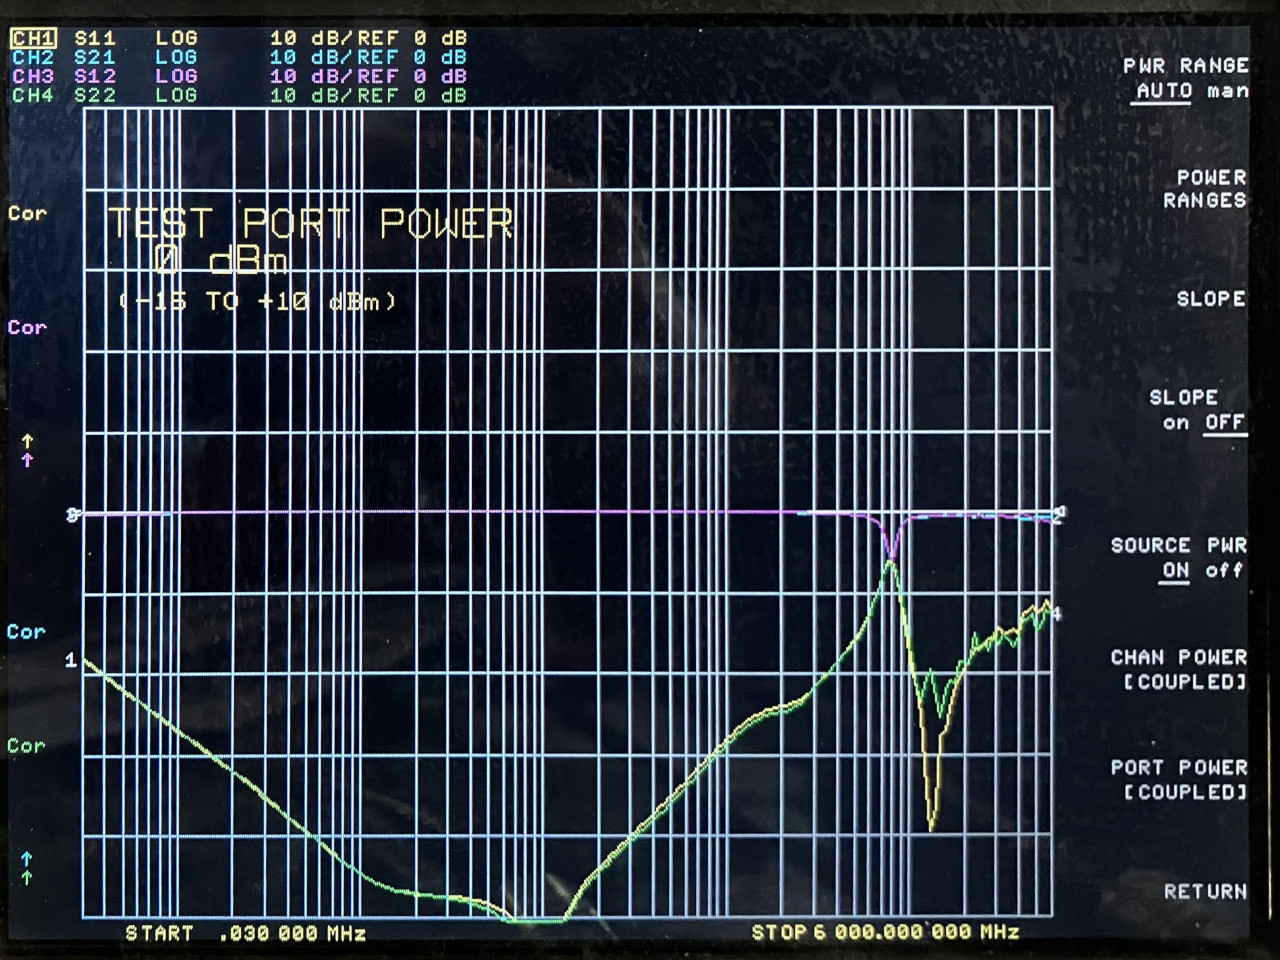 CH1 S11 LOG 10 dB/REF 0 dB
CH2 S21 LOG 10 dB/REF 0 dB
CH3 S12 LOG 10 dB/REF 0 dB
CH4 S22 LOG 10 dB/REF 0 dB
PWR RANGE
AUTO man
POWER
RANGES
Cor
TEST PORT POWER
0 dBm
(-15 TO +10 dBm)
SLOPE
Cor
SLOPE
on OFF
↑
↑
2
SOURCE PWR
ON off
4
Cor
1
CHAN POWER
[COUPLED]
Cor
PORT POWER
[COUPLED]
↑
↑
RETURN
START .030 000 MHz
STOP 6 000.000 000 MHz